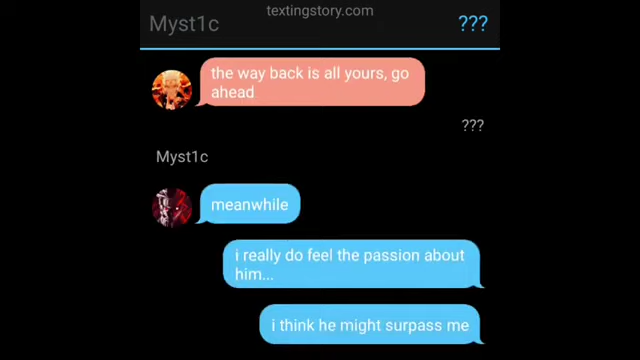 textingstory.com
Myst1c
???
the way back is all yours, go
ahead
???
Myst1c
meanwhile
i really do feel the passion about
him...
i think he might surpass me